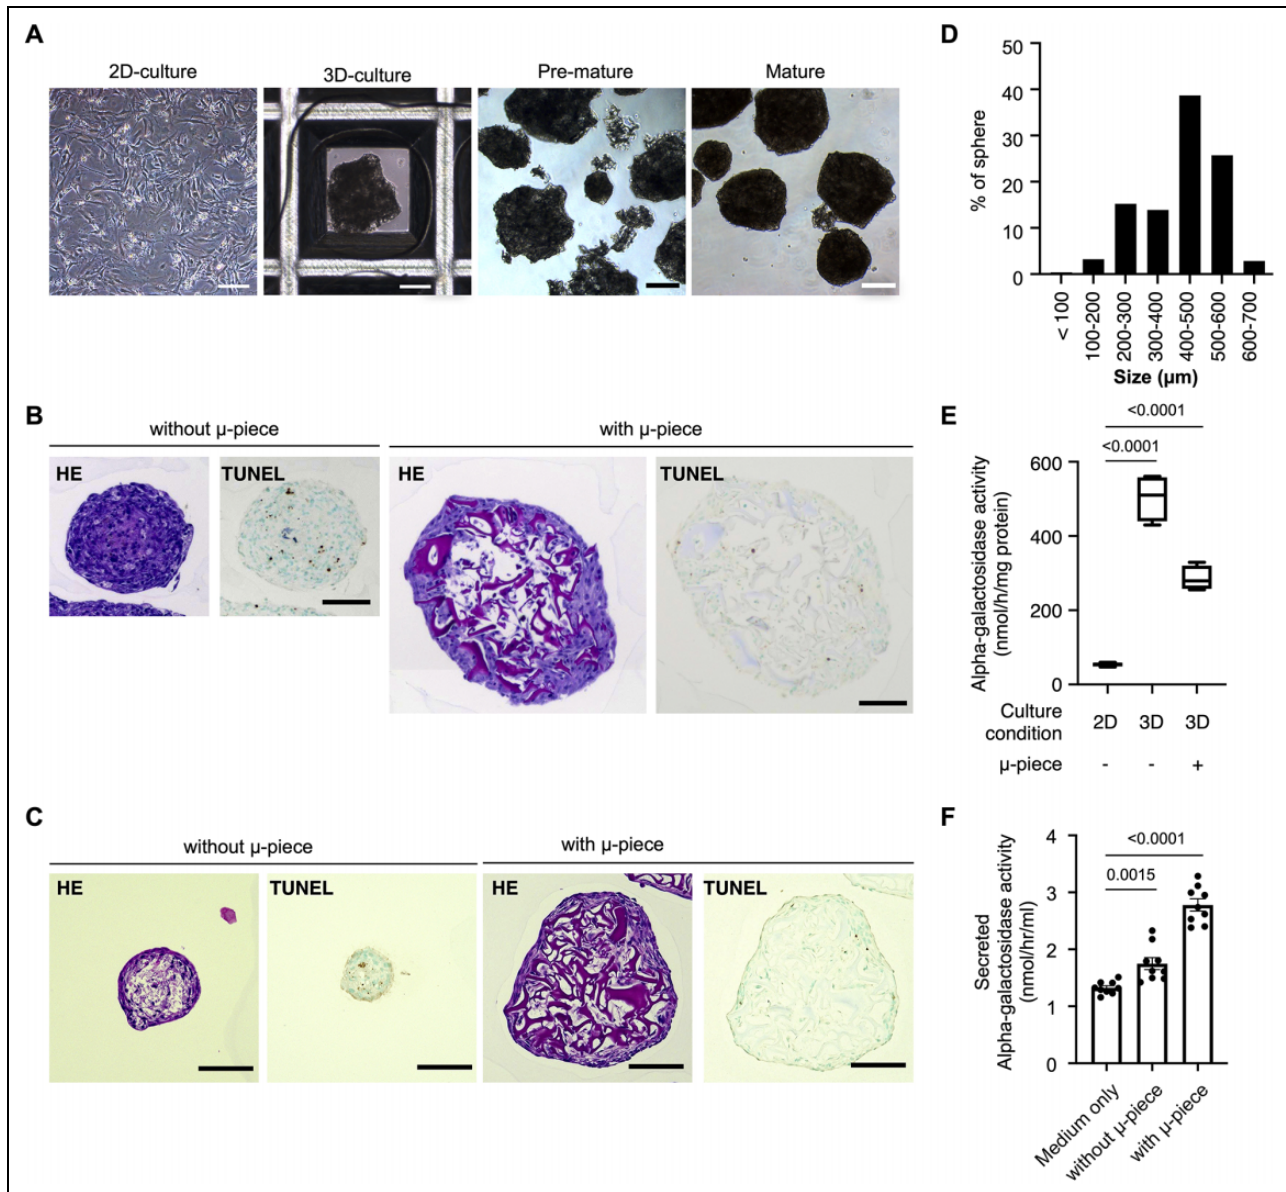 A
2D-culture
3D-culture
Pre-mature
Mature
B
without µ-piece
with µ-piece
HE
TUNEL
HE
TUNEL
C
without µ-piece
with µ-piece
HE
TUNEL
HE
TUNEL
D
% of sphere
50
40
30
20
10
0
< 100
100-200
200-300
300-400
400-500
500-600
600-700
Size (µm)
E
<0.0001
<0.0001
Alpha-galactosidase activity
(nmol/h/mg protein)
600
400
200
0
Culture
condition
2D 3D 3D
µ-piece - - +
F
<0.0001
0.0015
Secreted
Alpha-galactosidase activity
(nmol/hr/ml)
4
3
2
1
0
Medium only
without µ-piece
with µ-piece